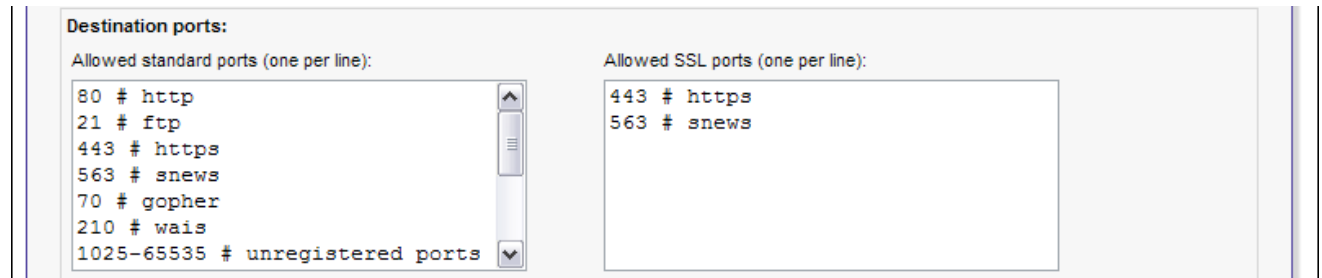 Destination ports:
Allowed standard ports (one per line):
80 # http
21 # ftp
443 # https
563 # snews
70 # gopher
210 # wais
1025-65535 # unregistered ports
Allowed SSL ports (one per line):
443 # https
563 # snews